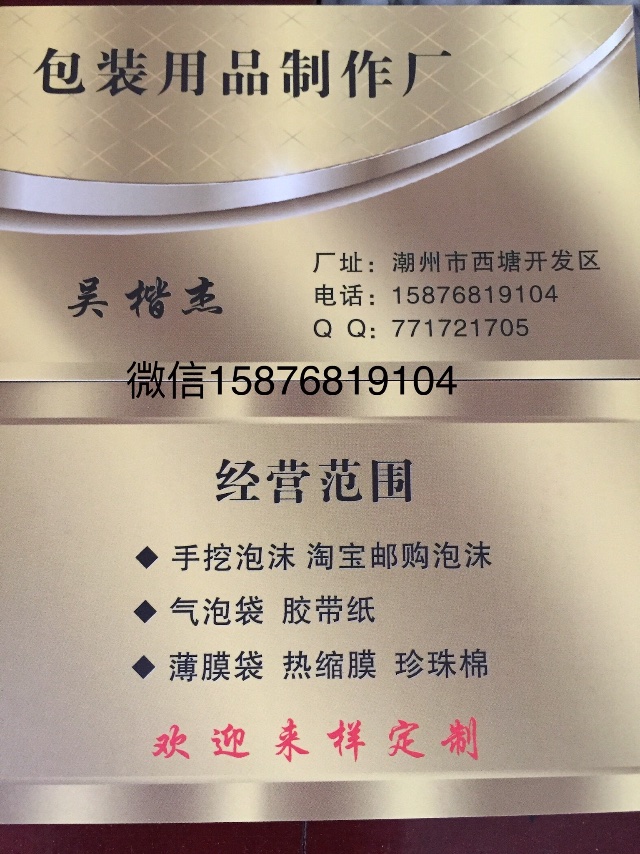 包装用品制作厂
吴楷杰
厂址：潮州市西塘开发区
电话：15876819104
Q Q：771721705
微信15876819104
经营范围
◆ 手挖泡沫 淘宝邮购泡沫
◆ 气泡袋 胶带纸
◆ 薄膜袋 热缩膜 珍珠棉
欢迎来样定制